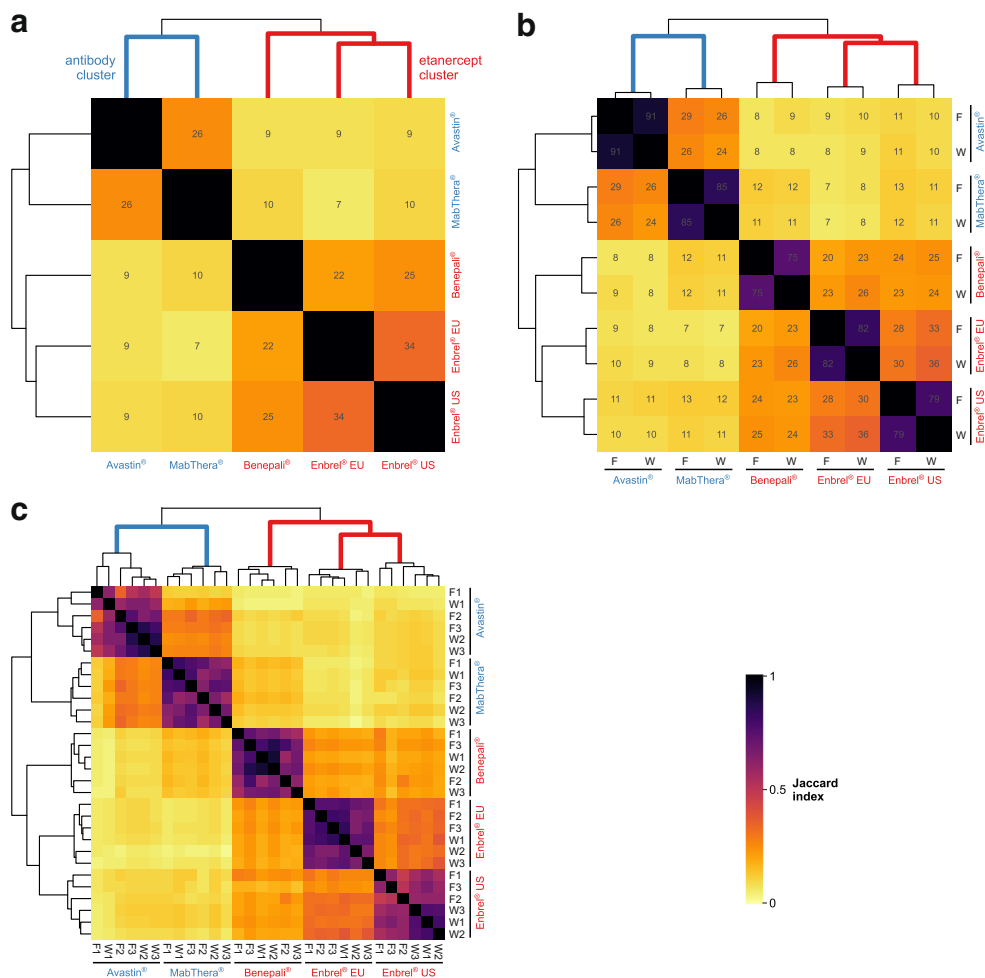 a
antibody
cluster
etanercept
cluster
26 9 9 9
26 10 7 10
9 10 22 25
9 7 22 34
9 10 25 34
Avastin®
MabThera®
Benepali®
Enbrel® EU
Enbrel® US
Avastin® MabThera® Benepali® Enbrel® EU Enbrel® US
b
91 29 26 8 9 9 10 11 10 F
91 26 24 8 8 8 9 11 10 W
29 26 85 12 12 7 8 13 11 F
26 24 85 11 11 7 8 12 11 W
8 8 12 11 75 20 23 24 25 F
9 8 12 11 75 23 26 23 24 W
9 8 7 7 20 23 82 28 33 F
10 9 8 8 23 26 82 30 36 W
11 11 13 12 24 23 28 30 79 F
10 10 11 11 25 24 33 36 79 W
Avastin®
MabThera®
Benepali®
Enbrel® EU
Enbrel® US
F W F W F W F W F W
Avastin® MabThera® Benepali® Enbrel® EU Enbrel® US
c
F1
W1
F2
F3
W2
W3
Avastin®
F1
W1
F3
F2
W2
W3
MabThera®
F1
F3
W1
W2
F2
W3
Benepali®
F1
F2
F3
W1
W2
W3
Enbrel® EU
F1
F3
F2
W3
W1
W2
Enbrel® US
F1 W1 F2 F3 W2 W3 F1 W1 F3 F2 W2 W3 F1 F3 W1 W2 F2 W3 F1 F2 F3 W1 W2 W3 F1 F3 F2 W3 W1 W2
Avastin® MabThera® Benepali® Enbrel® EU Enbrel® US
1
0.5
0
Jaccard
index